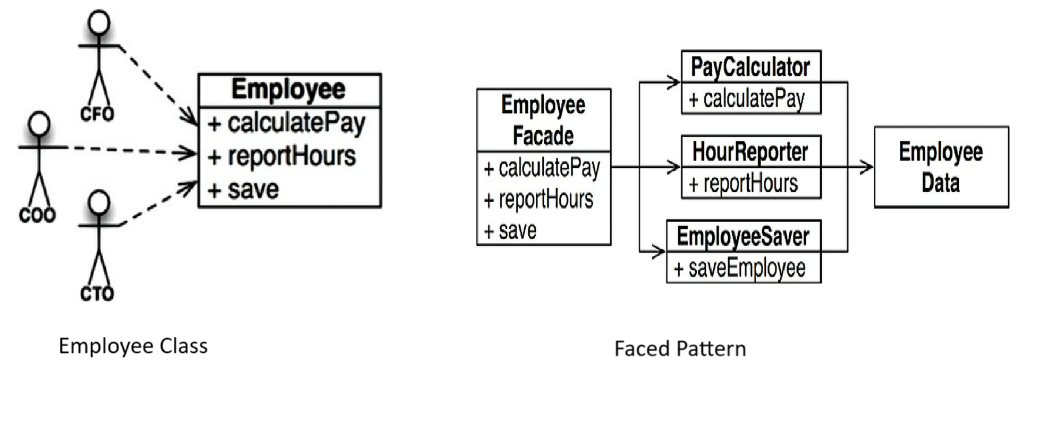 CFO
COO
CTO
Employee
+ calculatePay
+ reportHours
+ save
Employee Class
Employee
Facade
+ calculatePay
+ reportHours
+ save
PayCalculator
+ calculatePay
HourReporter
+ reportHours
EmployeeSaver
+ saveEmployee
Employee
Data
Faced Pattern